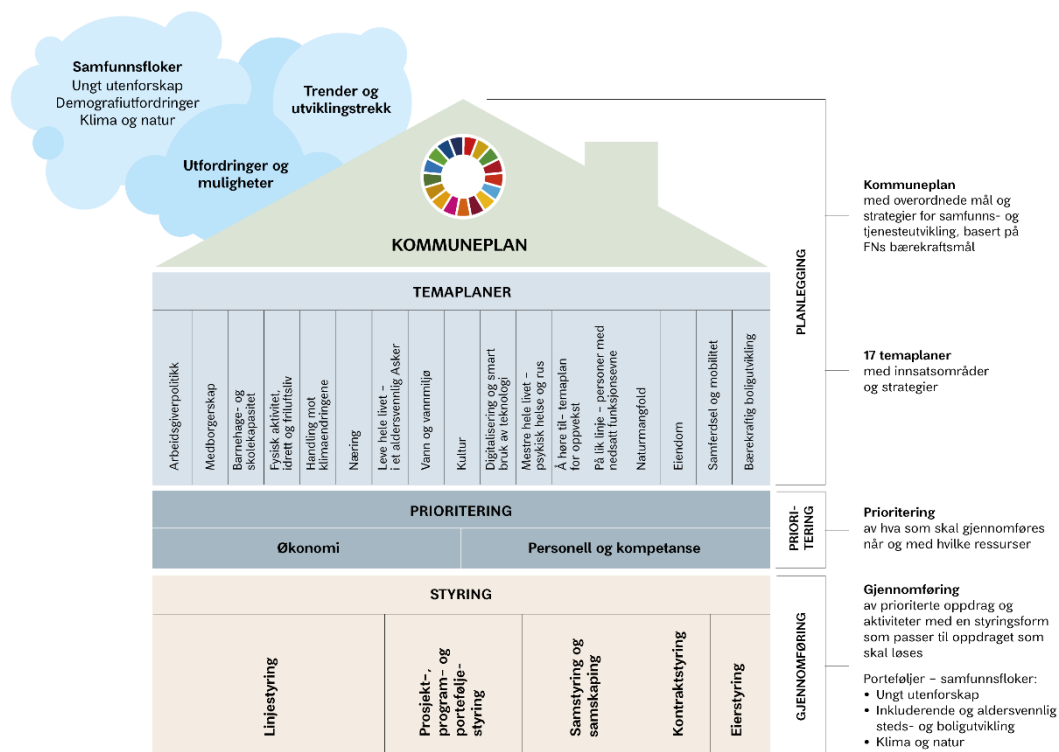 Samfunnsfloker
Ungt utenforskap
Demografiutfordringer
Klima og natur
Trender og
utviklingstrekk
Utfordringer og
muligheter
KOMMUNEPLAN
TEMAPLANER
Arbeidsgiverpolitikk
Medborgerskap
Barnehage- og
skolekapasitet
Fysisk aktivitet,
idrett og friluftsliv
Handling mot
klimaendringene
Næring
Leve hele livet –
i et aldersvennlig Asker
Vann og vannmiljø
Kultur
Digitalisering og smart
bruk av teknologi
Mestre hele livet –
psykisk helse og rus
Å høre til- temaplan
for oppvekst
På lik linje – personer med
nedsatt funksjonsevne
Naturmangfold
Eiendom
Samferdsel og mobilitet
Bærekraftig boligutvikling
PRIORITERING
Økonomi
Personell og kompetanse
STYRING
Linjestyring
Prosjekt-,
program- og
portefølje-
styring
Samstyring og
samskaping
Kontraktstyring
Eierstyring
PLANLEGGING
PRIORI-
TERING
GJENNOMFØRING
Kommuneplan
med overordnede mål og
strategier for samfunns- og
tjenesteutvikling, basert på
FNs bærekraftsmål
17 temaplaner
med innsatsområder
og strategier
Prioritering
av hva som skal gjennomføres
når og med hvilke ressurser
Gjennomføring
av prioriterte oppdrag og
aktiviteter med en styringsform
som passer til oppdraget som
skal løses
Porteføljer – samfunnsfloker:
• Ungt utenforskap
• Inkluderende og aldersvennlig
steds- og boligutvikling
• Klima og natur